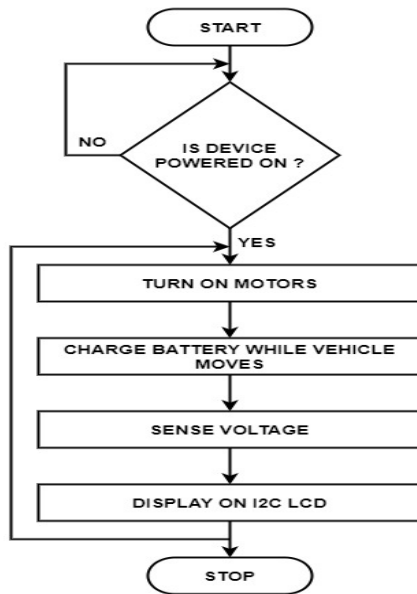 START
NO
IS DEVICE
POWERED ON ?
YES
TURN ON MOTORS
CHARGE BATTERY WHILE VEHICLE
MOVES
SENSE VOLTAGE
DISPLAY ON I2C LCD
STOP